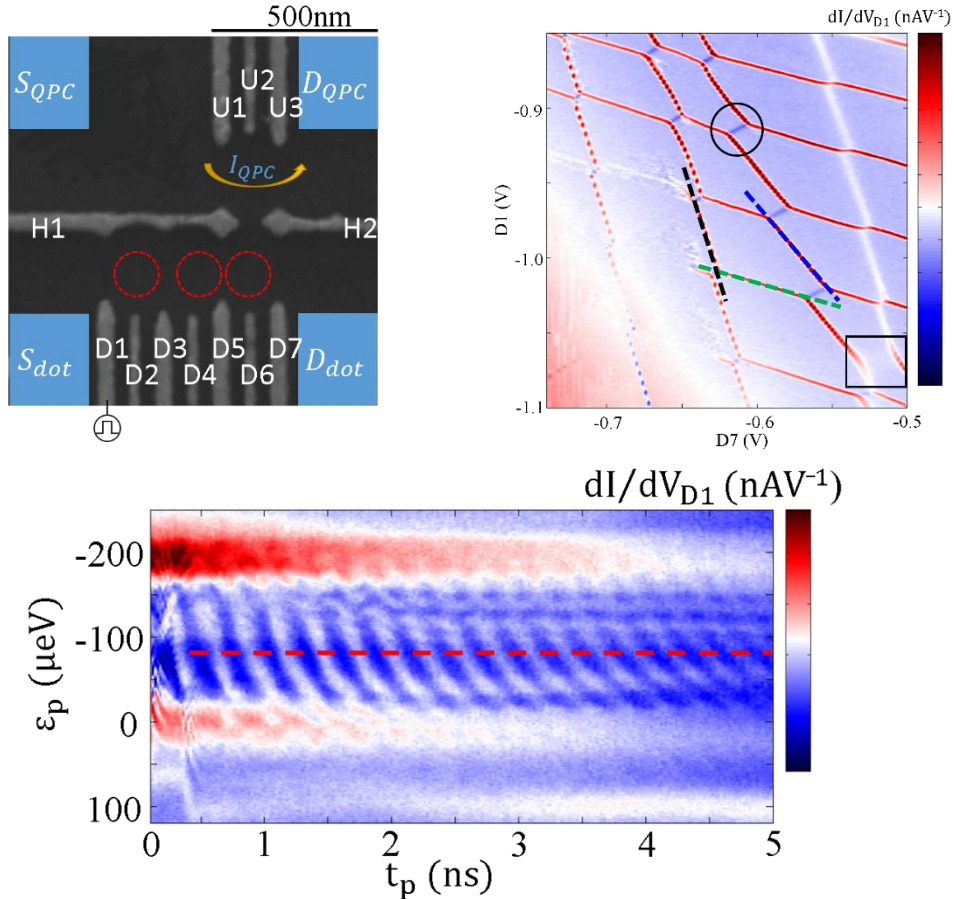 500nm
S_QPC
D_QPC
U2
U1
U3
I_QPC
H1
H2
S_dot
D_dot
D1
D3
D5
D7
D2
D4
D6
dI/dV_D1 (nAV⁻¹)
D1 (V)
-0.9
-1.0
-1.1
-0.7
-0.6
-0.5
D7 (V)
dI/dV_D1 (nAV⁻¹)
ε_p (μeV)
-200
-100
0
100
0
1
2
3
4
5
t_p (ns)